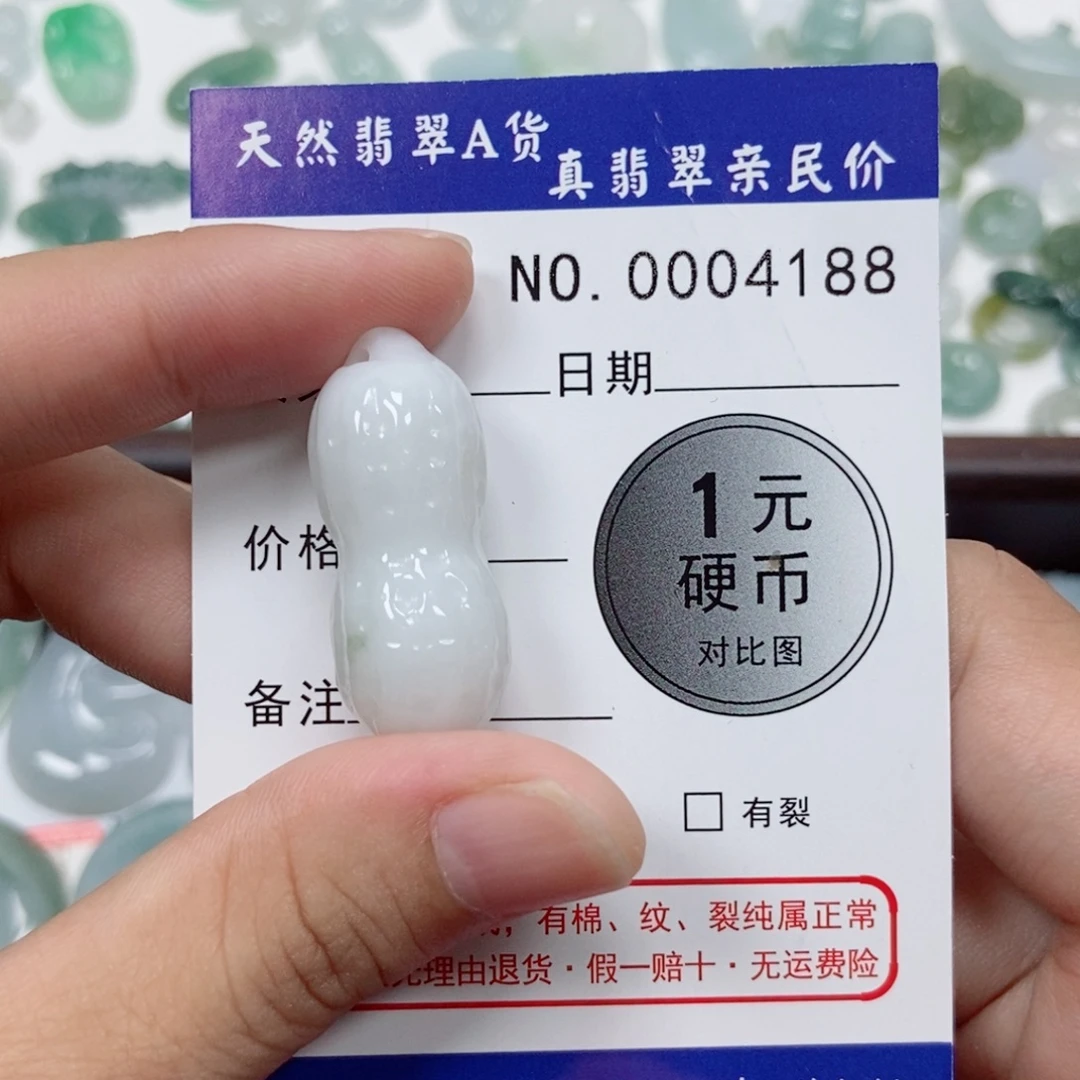 天然翡翠A货
真翡翠亲民价
NO. 0004188
日期
1元
硬币
对比图
价格
备注
有裂
有棉、纹、裂纯属正常
理由退货·假一赔十·无运费险